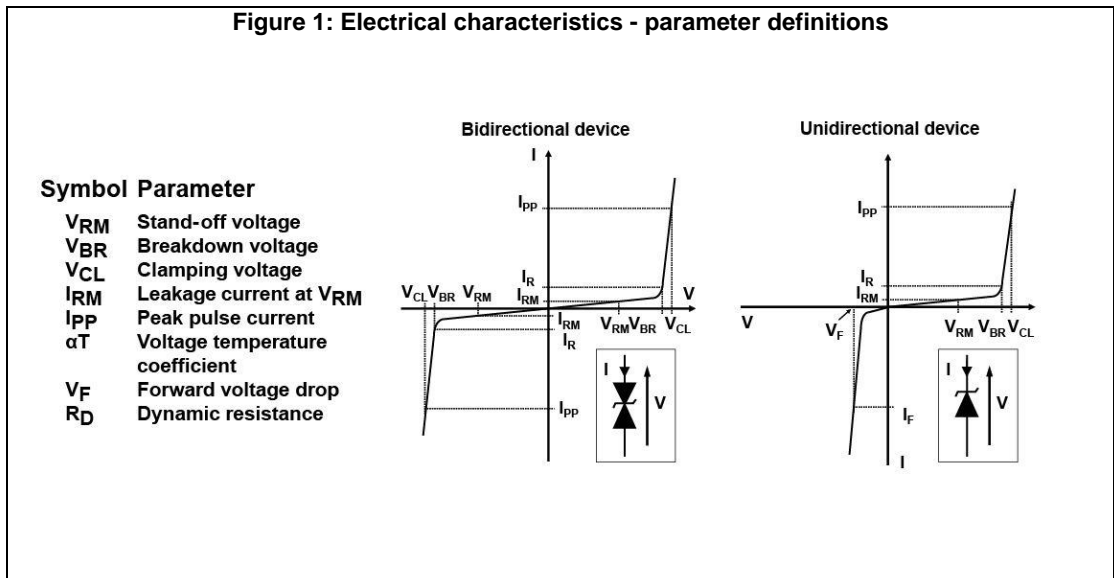 Figure 1: Electrical characteristics - parameter definitions
Symbol Parameter
VRM Stand-off voltage
VBR Breakdown voltage
VCL Clamping voltage
IRM Leakage current at VRM
IPP Peak pulse current
αT Voltage temperature
coefficient
VF Forward voltage drop
RD Dynamic resistance
Bidirectional device
I
IPP
IR
IRM
VCL VBR VRM
V
VRM VBR VCL
IRM
IR
IPP
I
V
Unidirectional device
IPP
IR
IRM
V
VF
VRM VBR VCL
IF
I
I
V